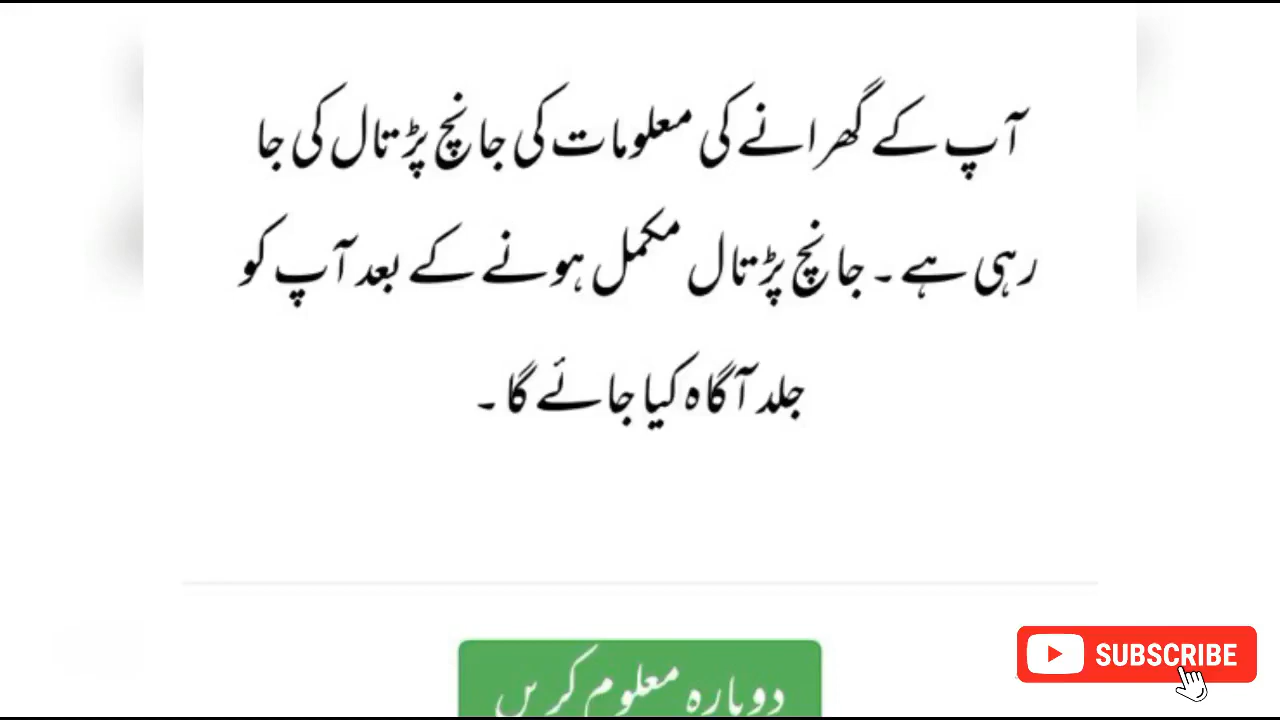 آپ کے گھرانے کی معلومات کی جانچ پڑتال کی جا
رہی ہے۔ جانچ پڑتال مکمل ہونے کے بعد آپ کو
جلد آگاہ کیا جائے گا۔
دوبارہ معلوم کریں
SUBSCRIBE